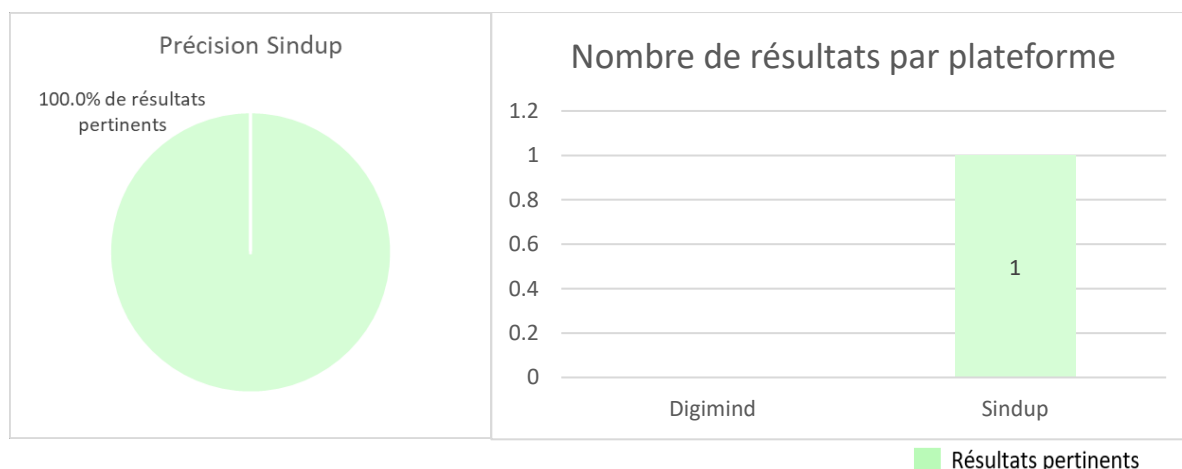 Précision Sindup
100.0% de résultats
pertinents
Nombre de résultats par plateforme
1.2
1
0.8
0.6
0.4
0.2
0
1
Digimind
Sindup
Résultats pertinents